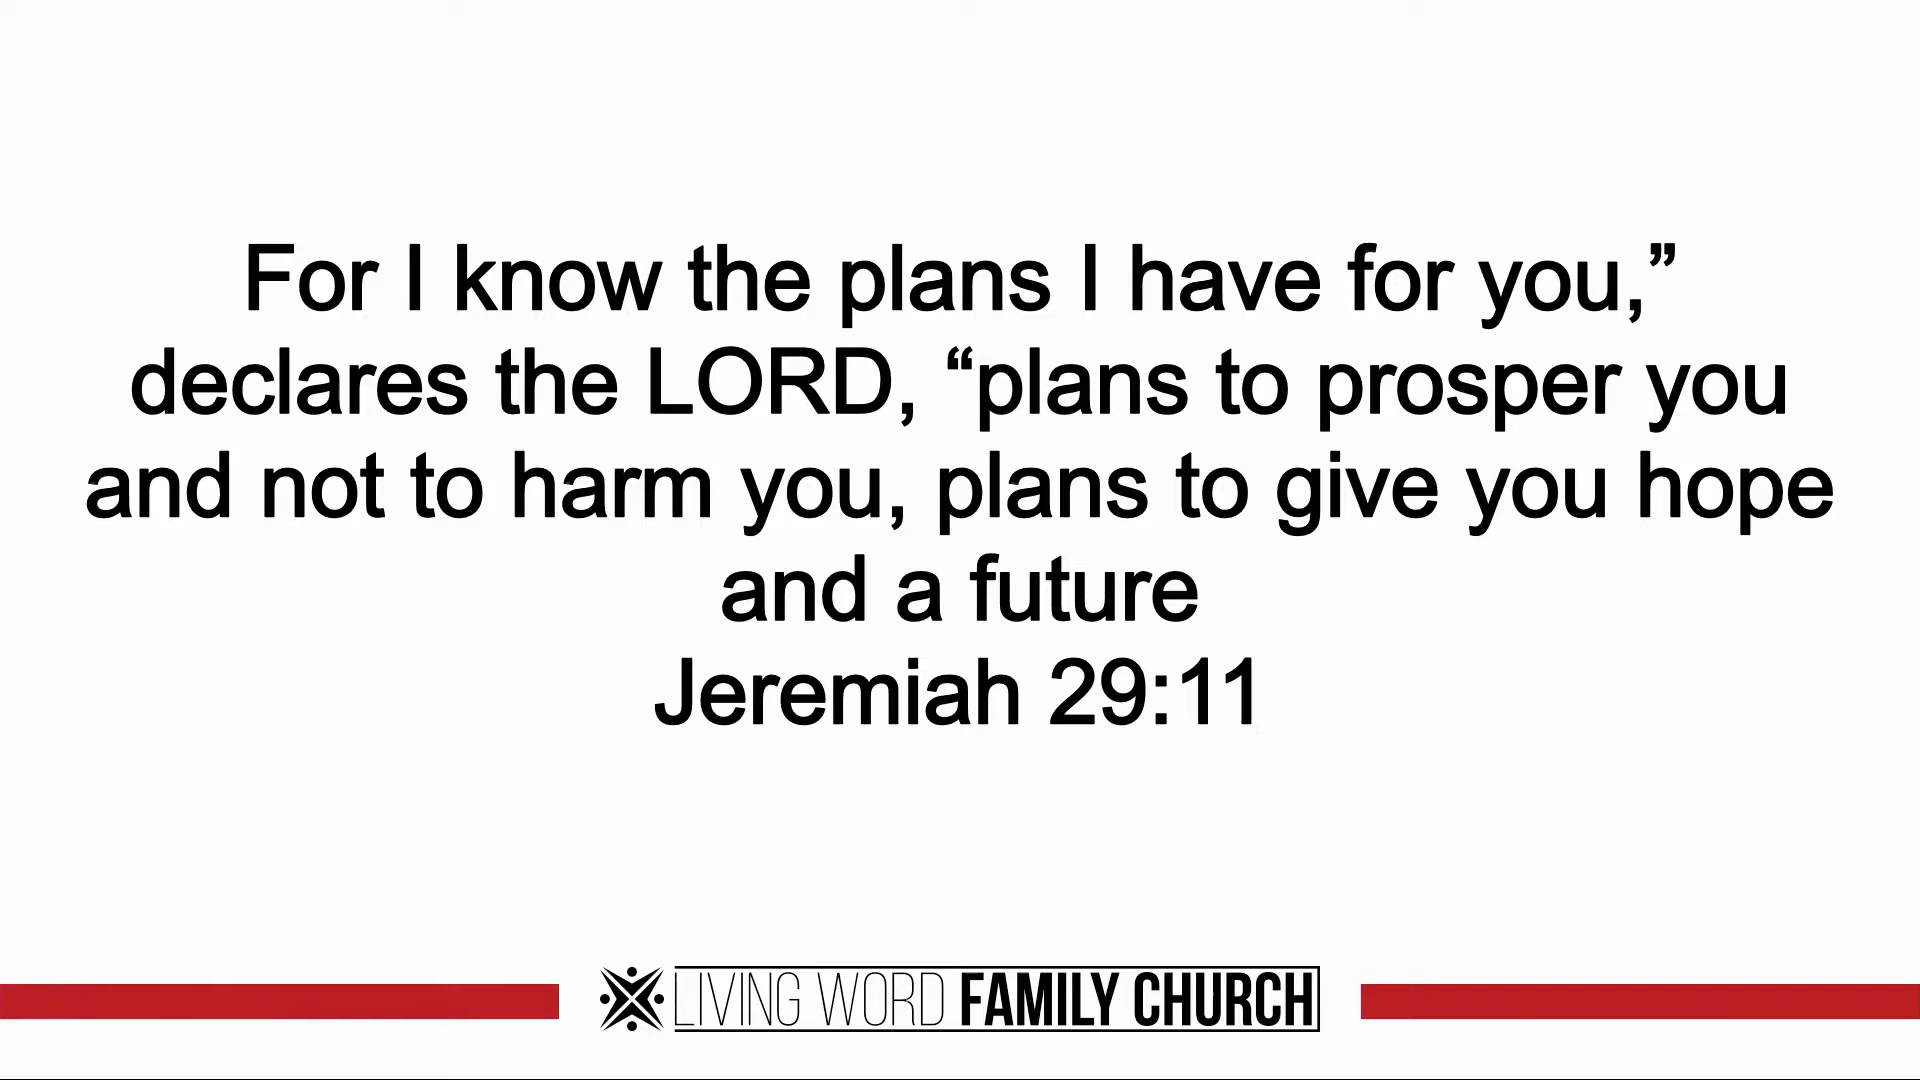 For I know the plans I have for you,”
declares the LORD, “plans to prosper you
and not to harm you, plans to give you hope
and a future
Jeremiah 29:11
LIVING WORD FAMILY CHURCH